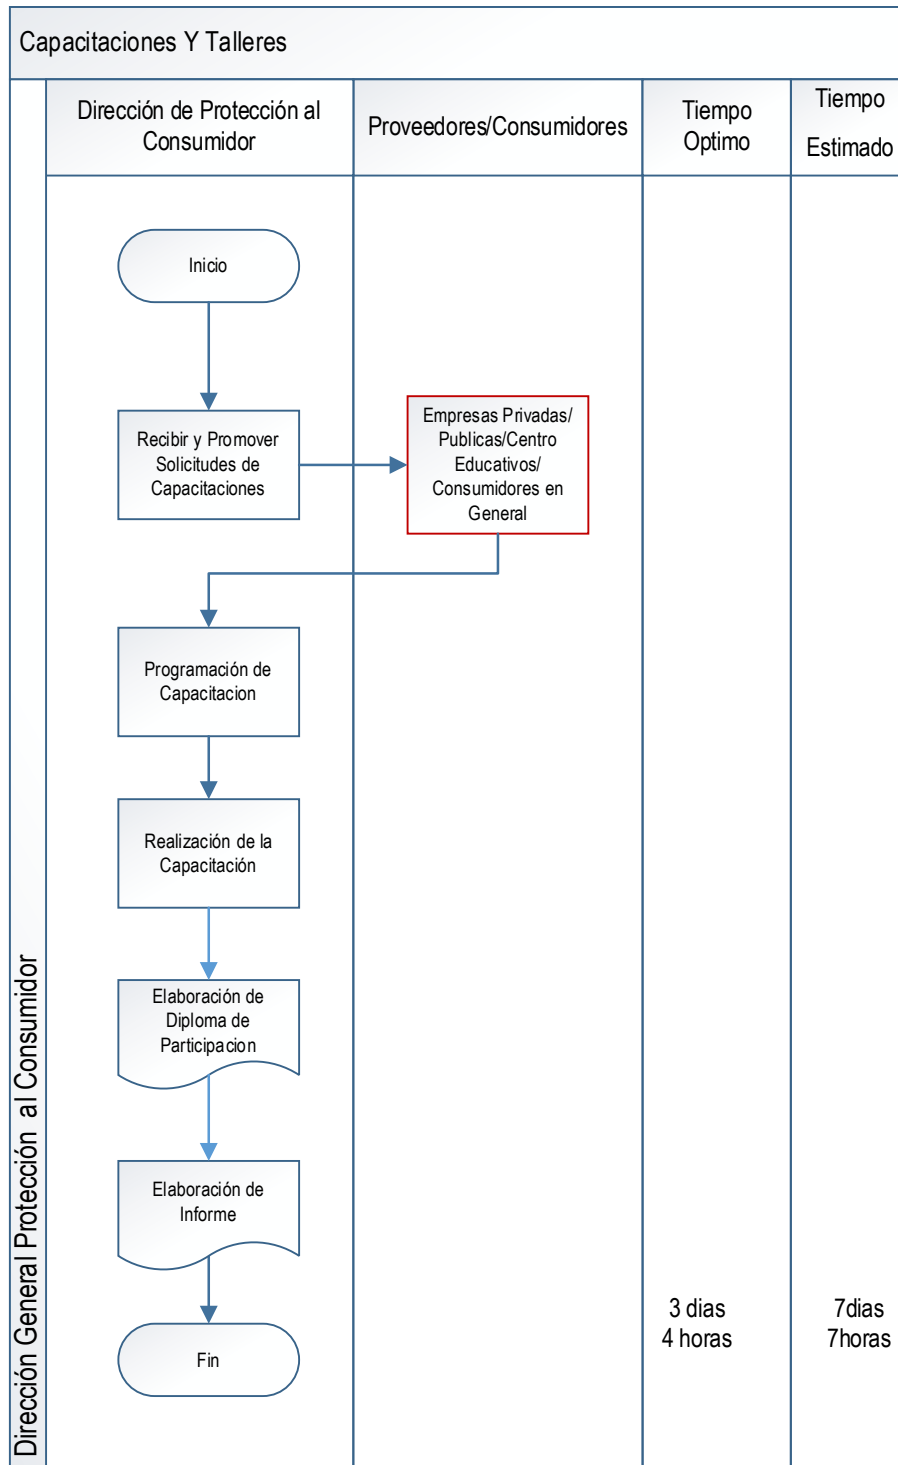 Capacitaciones Y Talleres
Dirección de Protección al
Consumidor
Proveedores/Consumidores
Tiempo
Optimo
Tiempo
Estimado
Inicio
Recibir y Promover
Solicitudes de
Capacitaciones
Empresas Privadas/
Publicas/Centro
Educativos/
Consumidores en
General
Programación de
Capacitacion
Realización de la
Capacitación
Elaboración de
Diploma de
Participacion
Elaboración de
Informe
Fin
3 dias
4 horas
7dias
7horas
Dirección General Protección al Consumidor